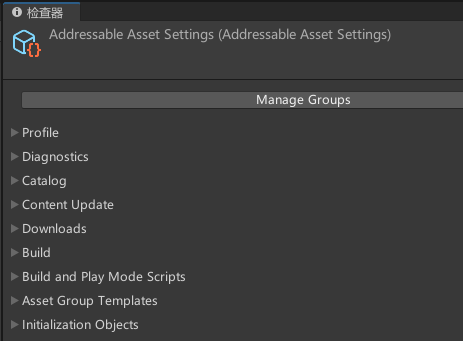 检查器
Addressable Asset Settings (Addressable Asset Settings)
Manage Groups
Profile
Diagnostics
Catalog
Content Update
Downloads
Build
Build and Play Mode Scripts
Asset Group Templates
Initialization Objects